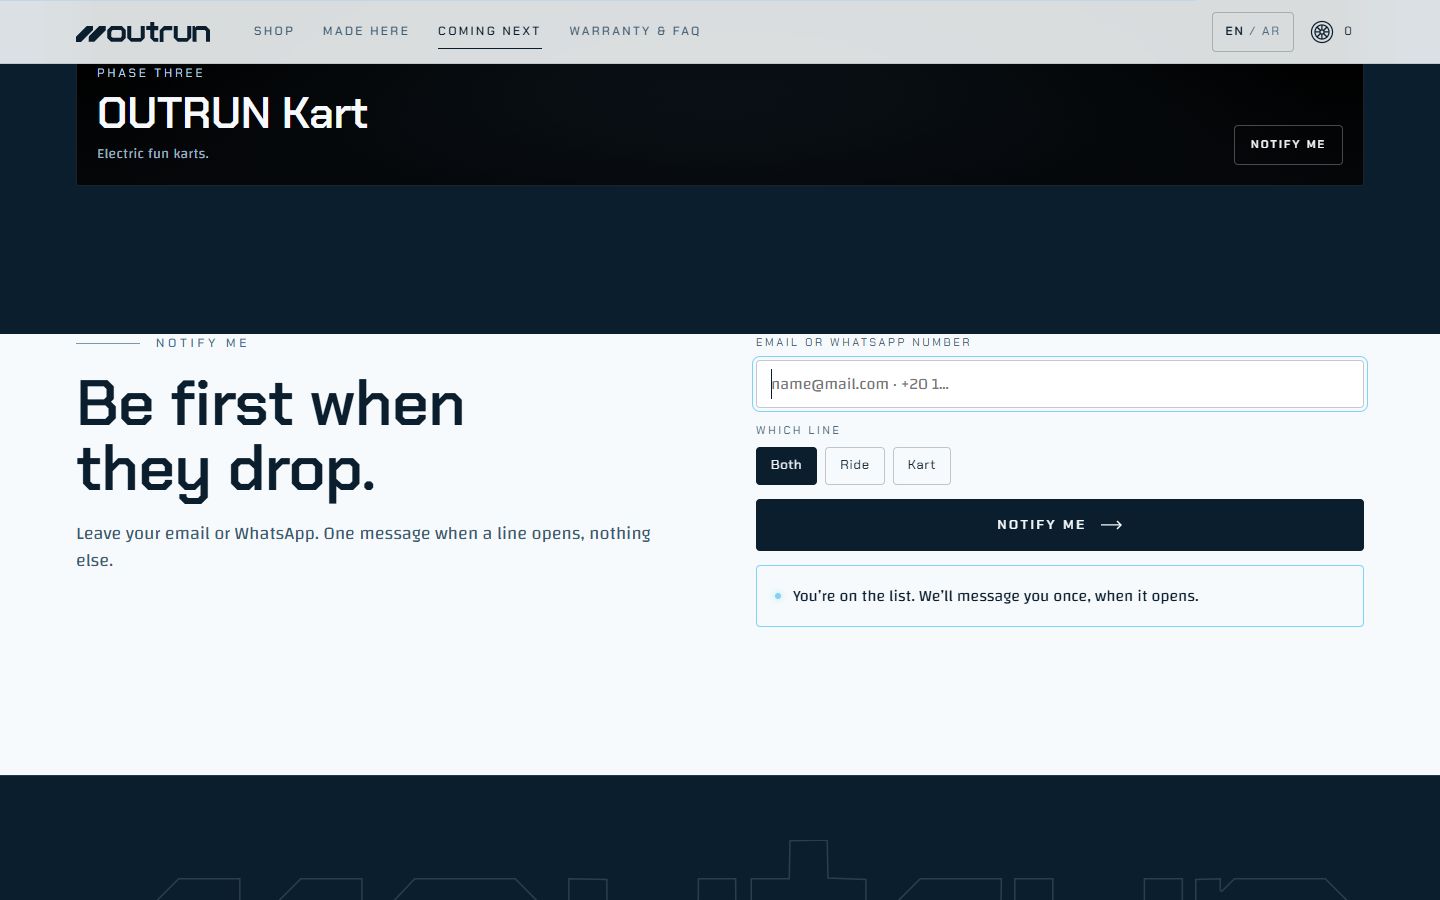 outrun
SHOP
MADE HERE
COMING NEXT
WARRANTY & FAQ
EN / AR
0
PHASE THREE
OUTRUN Kart
Electric fun karts.
NOTIFY ME
NOTIFY ME
Be first when
they drop.
Leave your email or WhatsApp. One message when a line opens, nothing
else.
EMAIL OR WHATSAPP NUMBER
name@mail.com · +20 1…
WHICH LINE
Both
Ride
Kart
NOTIFY ME
You’re on the list. We’ll message you once, when it opens.